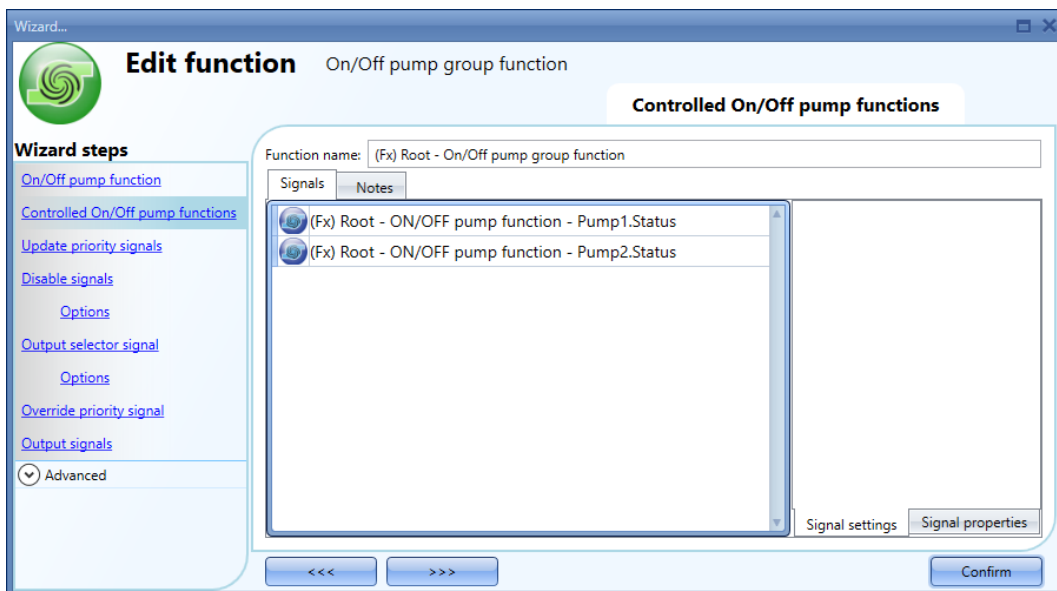 Wizard...
Edit function On/Off pump group function
Controlled On/Off pump functions
Wizard steps
On/Off pump function
Controlled On/Off pump functions
Update priority signals
Disable signals
Options
Output selector signal
Options
Override priority signal
Output signals
Advanced
Function name: (Fx) Root - On/Off pump group function
Signals Notes
(Fx) Root - ON/OFF pump function - Pump1.Status
(Fx) Root - ON/OFF pump function - Pump2.Status
Signal settings Signal properties
<<< >>> Confirm